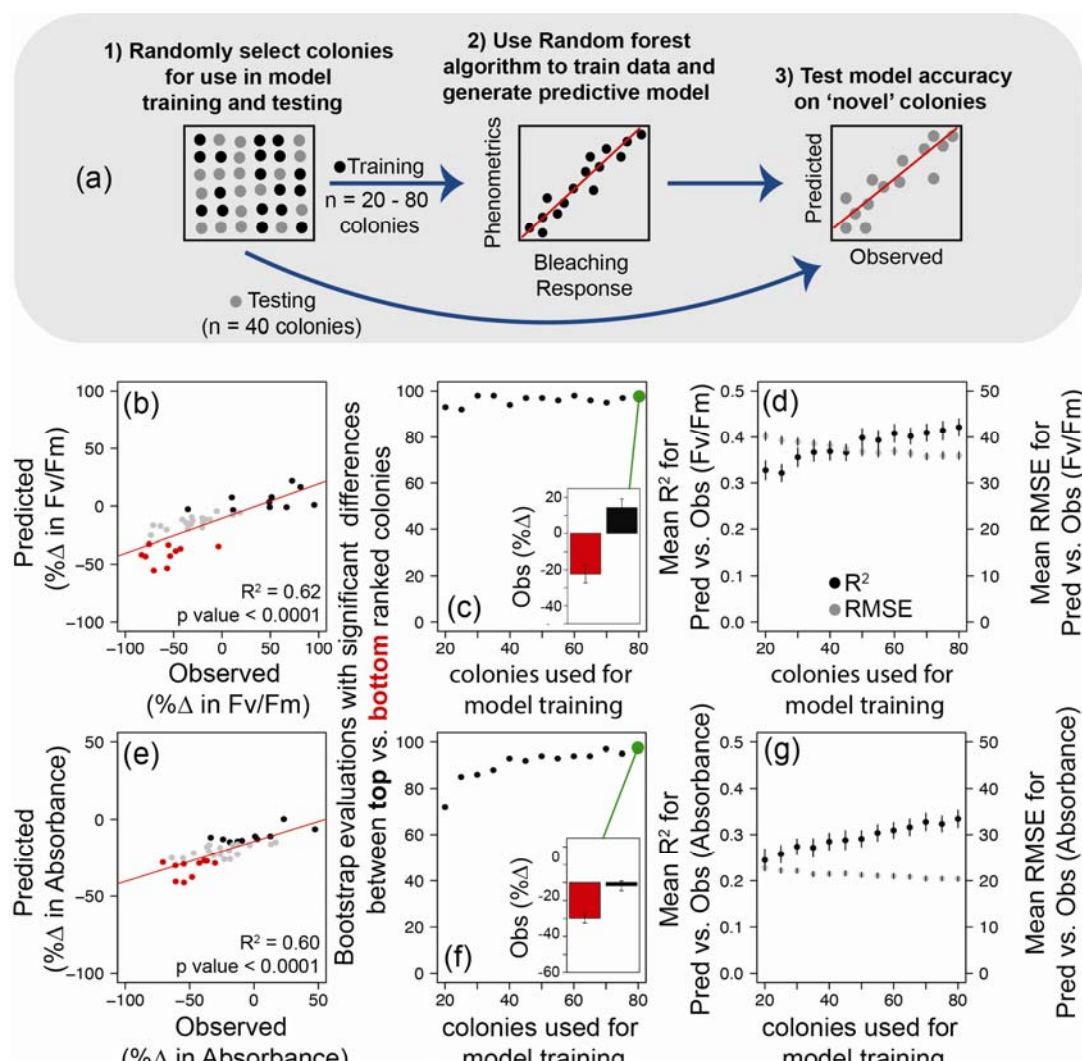 1) Randomly select colonies
for use in model
training and testing
2) Use Random forest
algorithm to train data and
generate predictive model
3) Test model accuracy
on ‘novel’ colonies
(a)
Training
n = 20 - 80
colonies
Phenometrics
Bleaching
Response
Predicted
Observed
Testing
(n = 40 colonies)
(b)
100
50
0
−50
−100
Predicted
(%Δ in Fv/Fm)
R² = 0.62
p value < 0.0001
−100 −50 0 50 100
Observed
(%Δ in Fv/Fm)
Bootstrap evaluations with significant differences
between top vs. bottom ranked colonies
(c)
100
80
60
40
20
0
Obs (%Δ)
20
0
-20
-40
20 40 60 80
colonies used for
model training
(d)
Mean R² for
Pred vs. Obs (Fv/Fm)
0.5
0.4
0.3
0.2
0.1
0.0
R²
RMSE
50
40
30
20
10
0
Mean RMSE for
Pred vs. Obs (Fv/Fm)
20 40 60 80
colonies used for
model training
(e)
50
0
−50
−100
Predicted
(%Δ in Absorbance)
R² = 0.60
p value < 0.0001
−100 −50 0 50
Observed
(%Δ in Absorbance)
(f)
100
80
60
40
20
0
Obs (%Δ)
0
-20
-40
-60
20 40 60 80
colonies used for
model training
(g)
Mean R² for
Pred vs. Obs (Absorbance)
0.5
0.4
0.3
0.2
0.1
0.0
50
40
30
20
10
0
Mean RMSE for
Pred vs. Obs (Absorbance)
20 40 60 80
colonies used for
model training